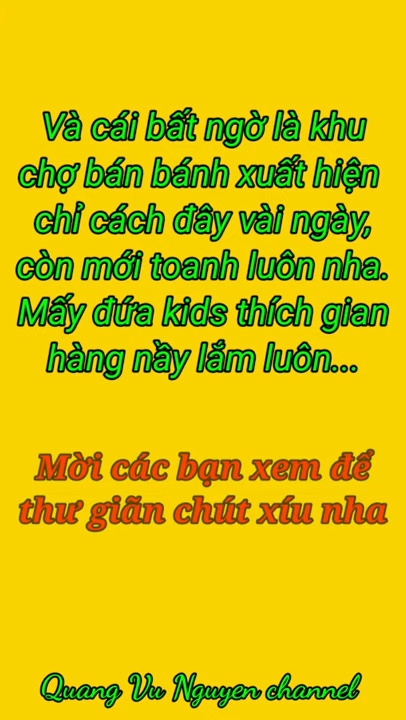 Và cái bất ngờ là khu
chợ bán bánh xuất hiện
chỉ cách đây vài ngày,
còn mới toanh luôn nha.
Mấy đứa kids thích gian
hàng nầy lắm luôn...
Mời các bạn xem để
thư giãn chút xíu nha
Quang Vu Nguyen channel